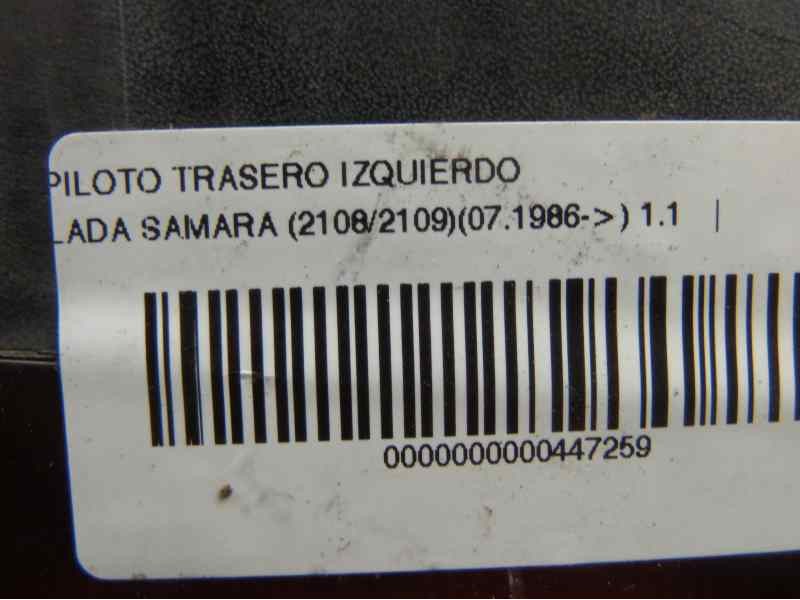 PILOTO TRASERO IZQUIERDO
LADA SAMARA (2108/2109)(07.1986->) 1.1 |
0000000000447259